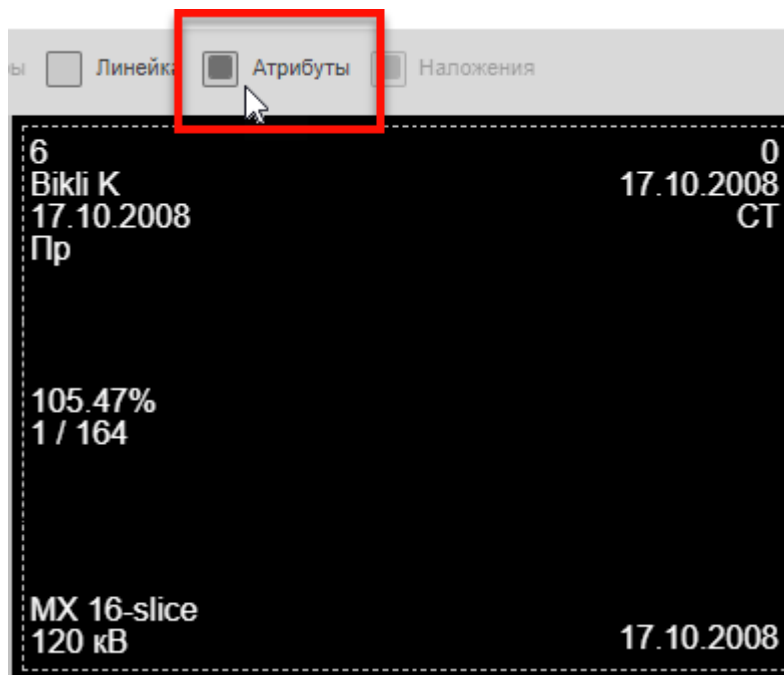 ы Линейка Атрибуты Наложения
6 0
Bikli K 17.10.2008
17.10.2008 CT
Пр
105.47%
1 / 164
MX 16-slice
120 кВ 17.10.2008